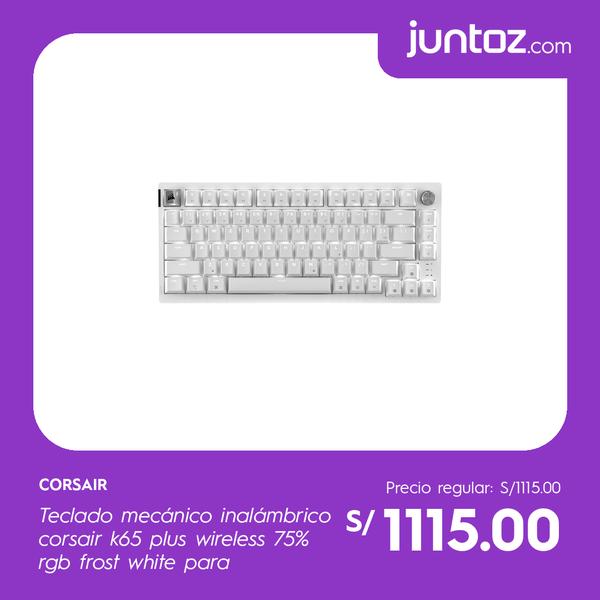 juntoz.com
CORSAIR
Teclado mecánico inalámbrico
corsair k65 plus wireless 75%
rgb frost white para
Precio regular: S/1115.00
S/ 1115.00